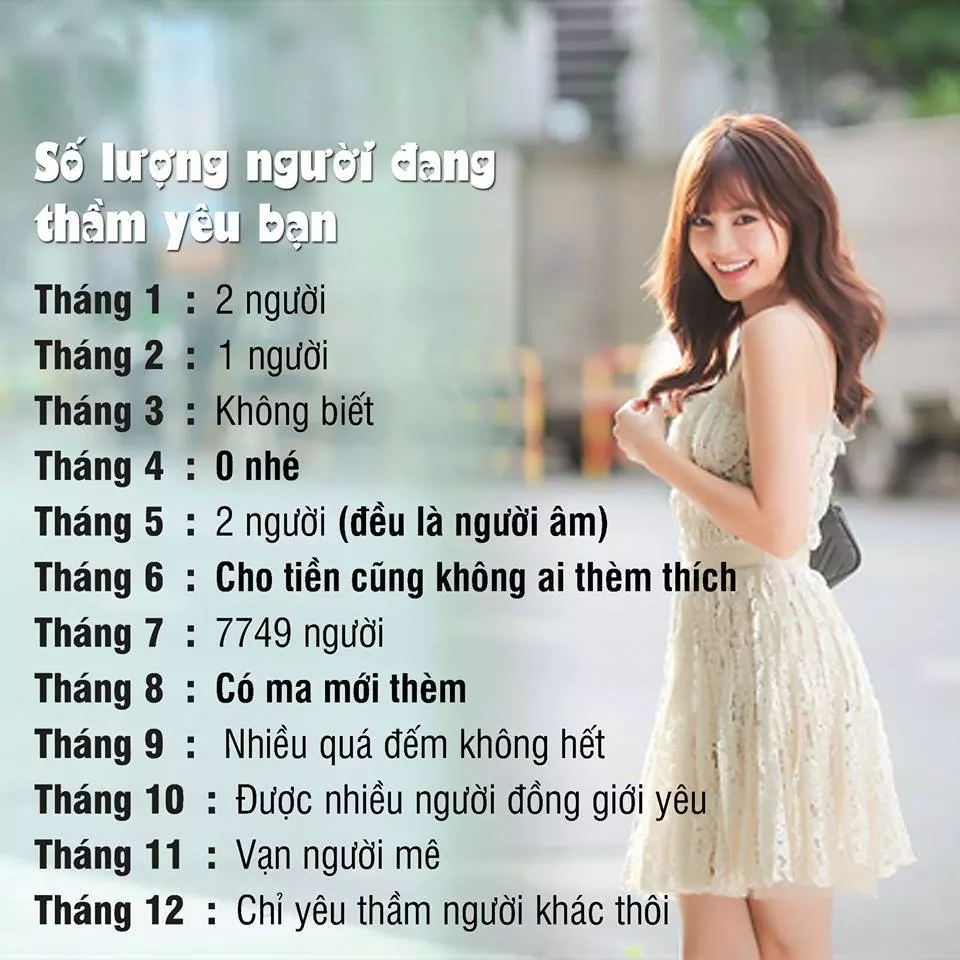 Số lượng người đang
thầm yêu bạn
Tháng 1 : 2 người
Tháng 2 : 1 người
Tháng 3 : Không biết
Tháng 4 : 0 nhé
Tháng 5 : 2 người (đều là người âm)
Tháng 6 : Cho tiền cũng không ai thèm thích
Tháng 7 : 7749 người
Tháng 8 : Có ma mới thèm
Tháng 9 : Nhiều quá đếm không hết
Tháng 10 : Được nhiều người đồng giới yêu
Tháng 11 : Vạn người mê
Tháng 12 : Chỉ yêu thầm người khác thôi